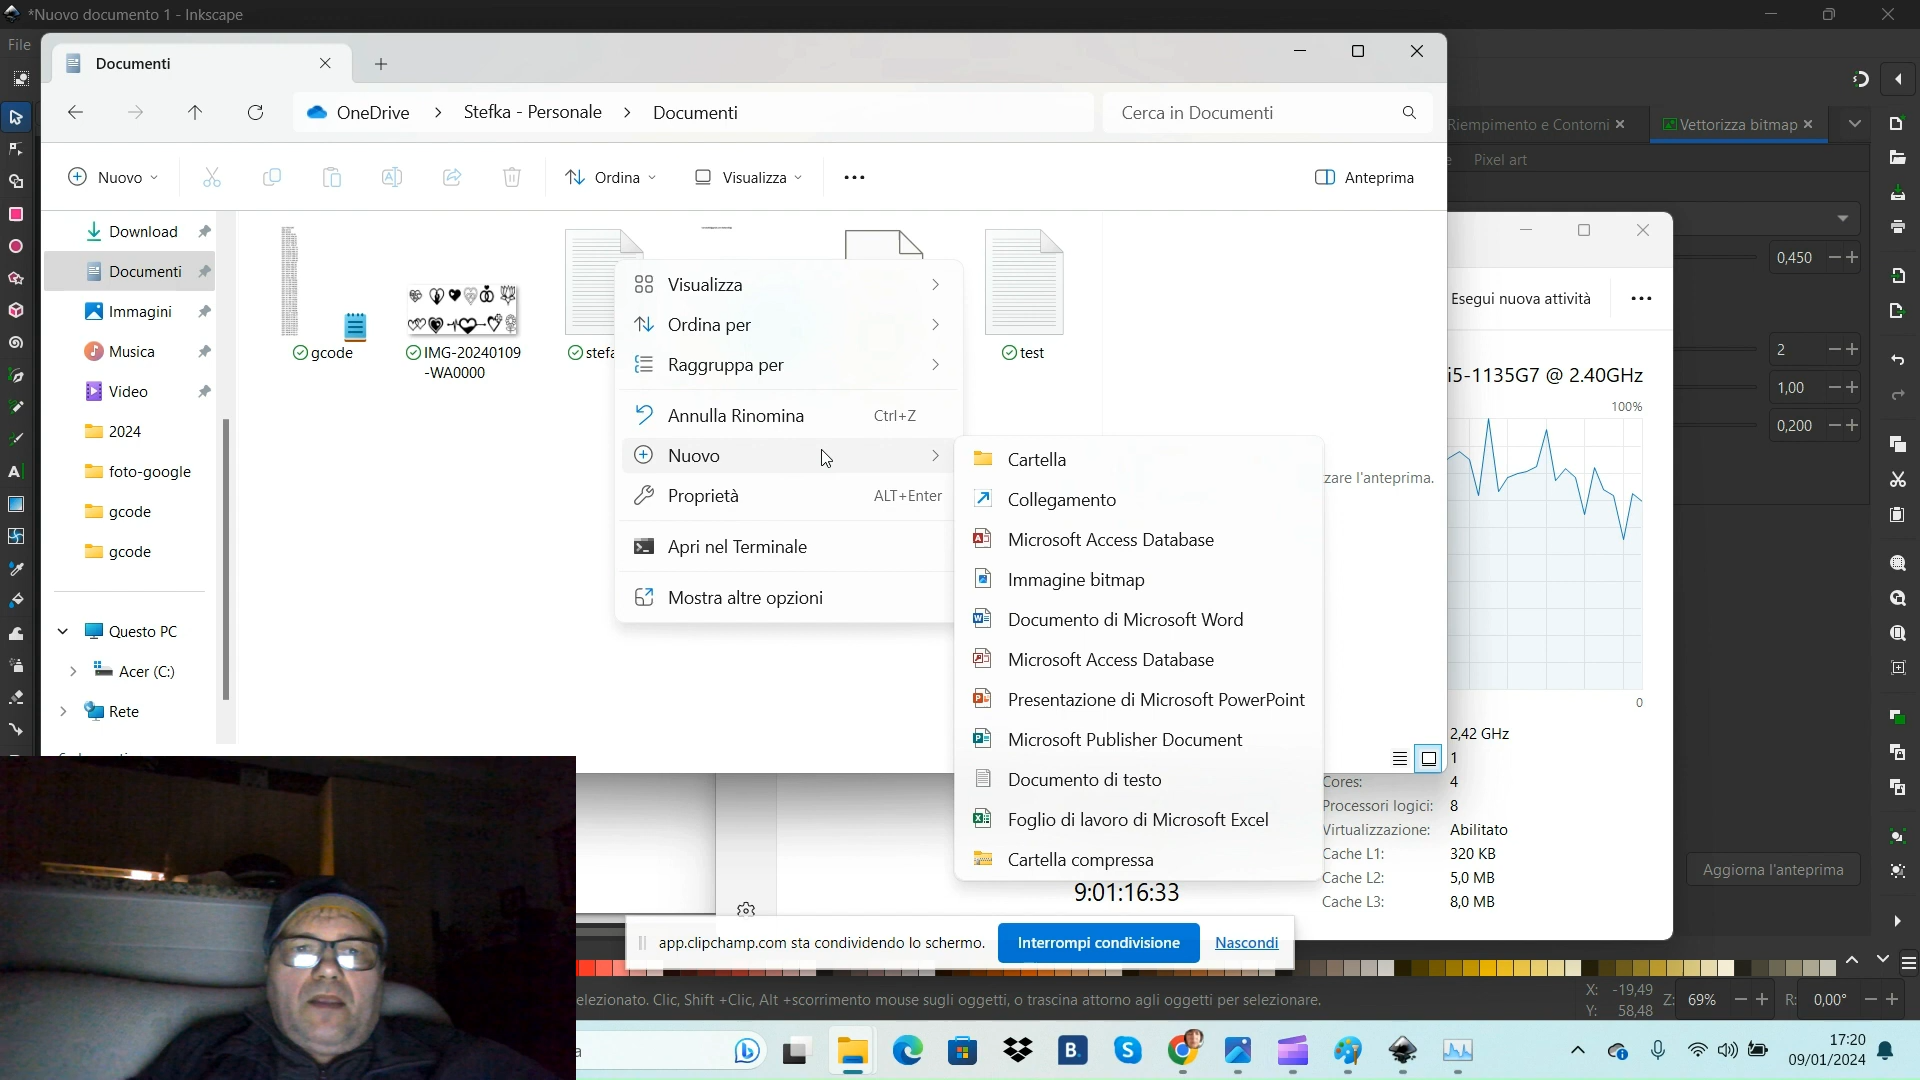 *Nuovo documento 1 - Inkscape
File
Documenti
OneDrive > Stefka - Personale > Documenti
Cerca in Documenti
Riempimento e Contorni
Vettorizza bitmap
Pixel art
Nuovo
Ordina
Visualizza
Anteprima
Download
Documenti
Immagini
Musica
Video
2024
foto-google
gcode
gcode
Questo PC
Acer (C:)
Rete
gcode
IMG-20240109
-WA0000
test
Visualizza
Ordina per
Raggruppa per
Annulla Rinomina Ctrl+Z
Nuovo
Proprietà ALT+Enter
Apri nel Terminale
Mostra altre opzioni
Cartella
Collegamento
Microsoft Access Database
Immagine bitmap
Documento di Microsoft Word
Microsoft Access Database
Presentazione di Microsoft PowerPoint
Microsoft Publisher Document
Documento di testo
Foglio di lavoro di Microsoft Excel
Cartella compressa
zare l'anteprima.
Esegui nuova attività
i5-1135G7 @ 2.40GHz
100%
0
2,42 GHz
1
Cores: 4
Processori logici: 8
Virtualizzazione: Abilitato
Cache L1: 320 KB
Cache L2: 5,0 MB
Cache L3: 8,0 MB
9:01:16:33
0,450
2
1,00
0,200
Aggiorna l'anteprima
app.clipchamp.com sta condividendo lo schermo.
Interrompi condivisione
Nascondi
elezionato. Clic, Shift +Clic, Alt +scorrimento mouse sugli oggetti, o trascina attorno agli oggetti per selezionare.
X: -19,49
Y: 58,48
Z: 69%
R: 0,00°
17:20
09/01/2024